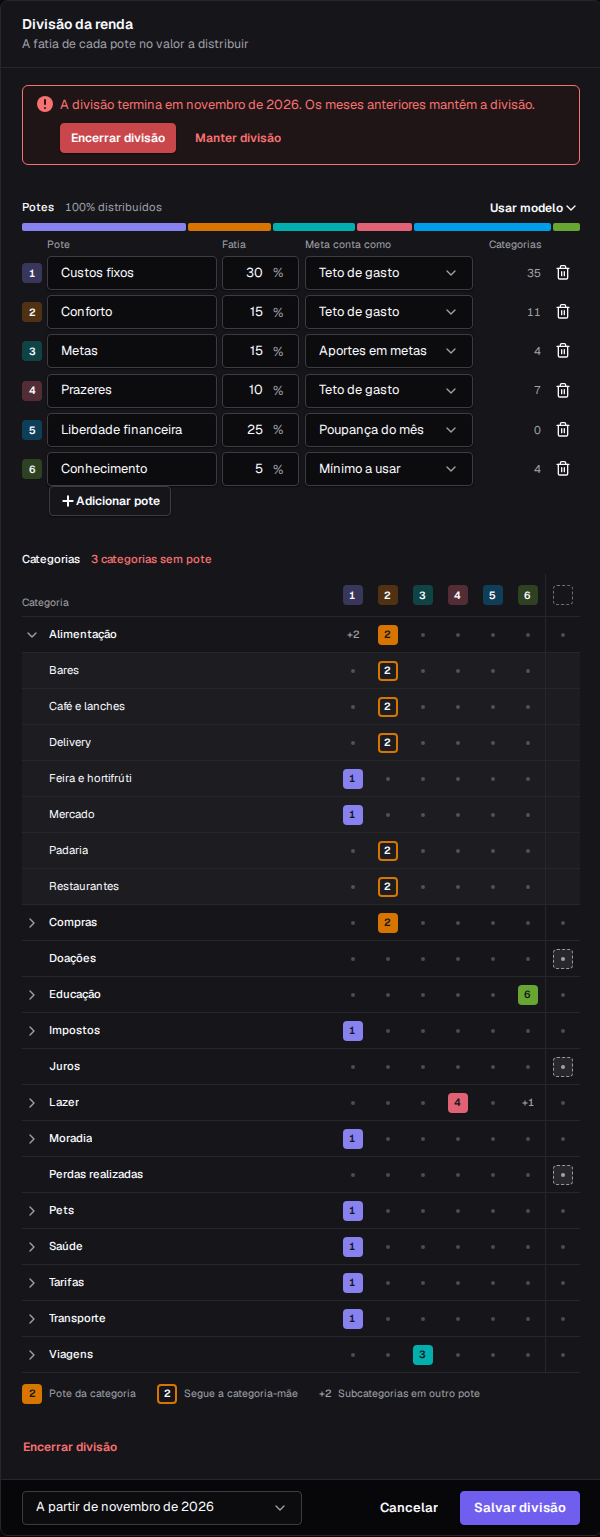 Divisão da renda
A fatia de cada pote no valor a distribuir
A divisão termina em novembro de 2026. Os meses anteriores mantêm a divisão.
Encerrar divisão Manter divisão
Potes 100% distribuídos Usar modelo
Pote Fatia Meta conta como Categorias
1 Custos fixos 30 % Teto de gasto 35
2 Conforto 15 % Teto de gasto 11
3 Metas 15 % Aportes em metas 4
4 Prazeres 10 % Teto de gasto 7
5 Liberdade financeira 25 % Poupança do mês 0
6 Conhecimento 5 % Mínimo a usar 4
Adicionar pote
Categorias 3 categorias sem pote
Categoria 1 2 3 4 5 6
Alimentação +2 2
Bares 2
Café e lanches 2
Delivery 2
Feira e hortifrúti 1
Mercado 1
Padaria 2
Restaurantes 2
Compras 2
Doações
Educação 6
Impostos 1
Juros
Lazer 4 +1
Moradia 1
Perdas realizadas
Pets 1
Saúde 1
Tarifas 1
Transporte 1
Viagens 3
2 Pote da categoria 2 Segue a categoria-mãe +2 Subcategorias em outro pote
Encerrar divisão
A partir de novembro de 2026 Cancelar Salvar divisão